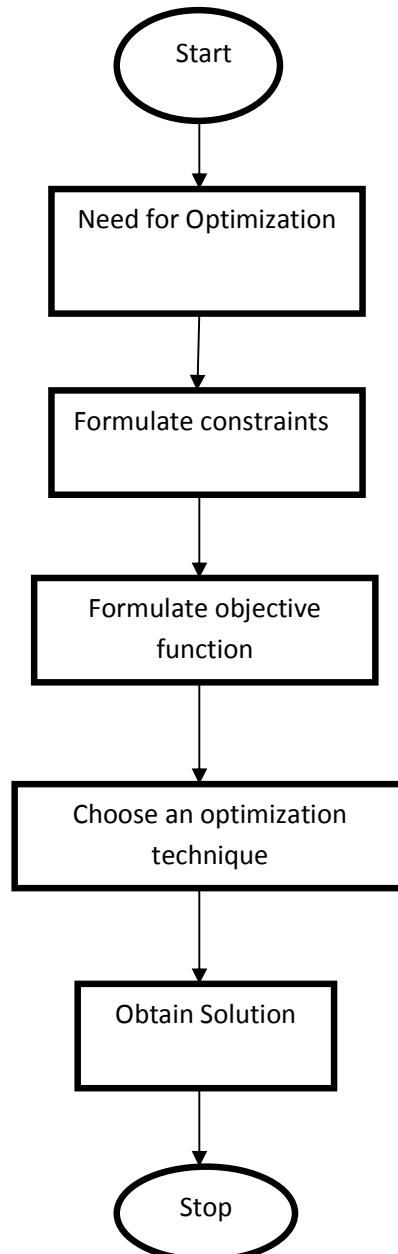 Start
Need for Optimization
Formulate constraints
Formulate objective
function
Choose an optimization
technique
Obtain Solution
Stop